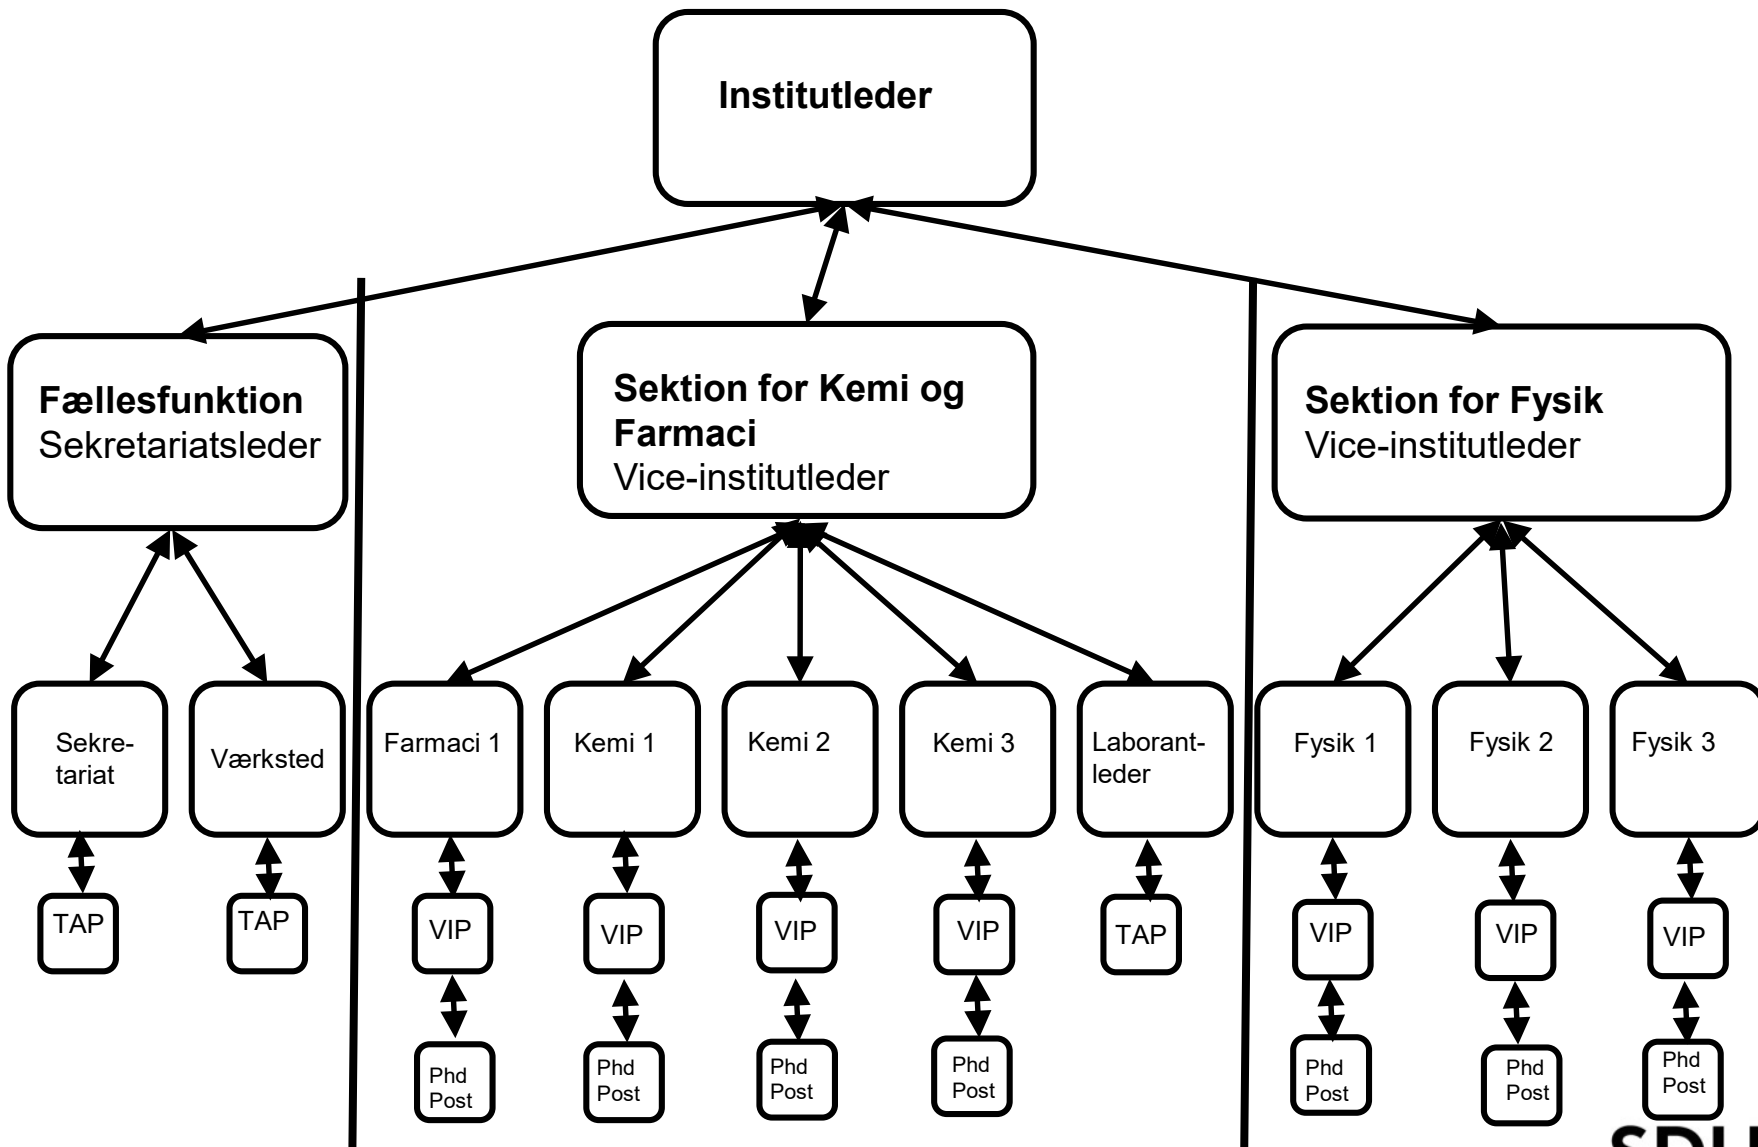 Institutleder
Fællesfunktion
Sekretariatsleder
Sektion for Kemi og
Farmaci
Vice-institutleder
Sektion for Fysik
Vice-institutleder
Sekre-
tariat
Værksted
Farmaci 1
Kemi 1
Kemi 2
Kemi 3
Laborant-
leder
Fysik 1
Fysik 2
Fysik 3
TAP
TAP
VIP
VIP
VIP
VIP
TAP
VIP
VIP
VIP
Phd
Post
Phd
Post
Phd
Post
Phd
Post
Phd
Post
Phd
Post
Phd
Post